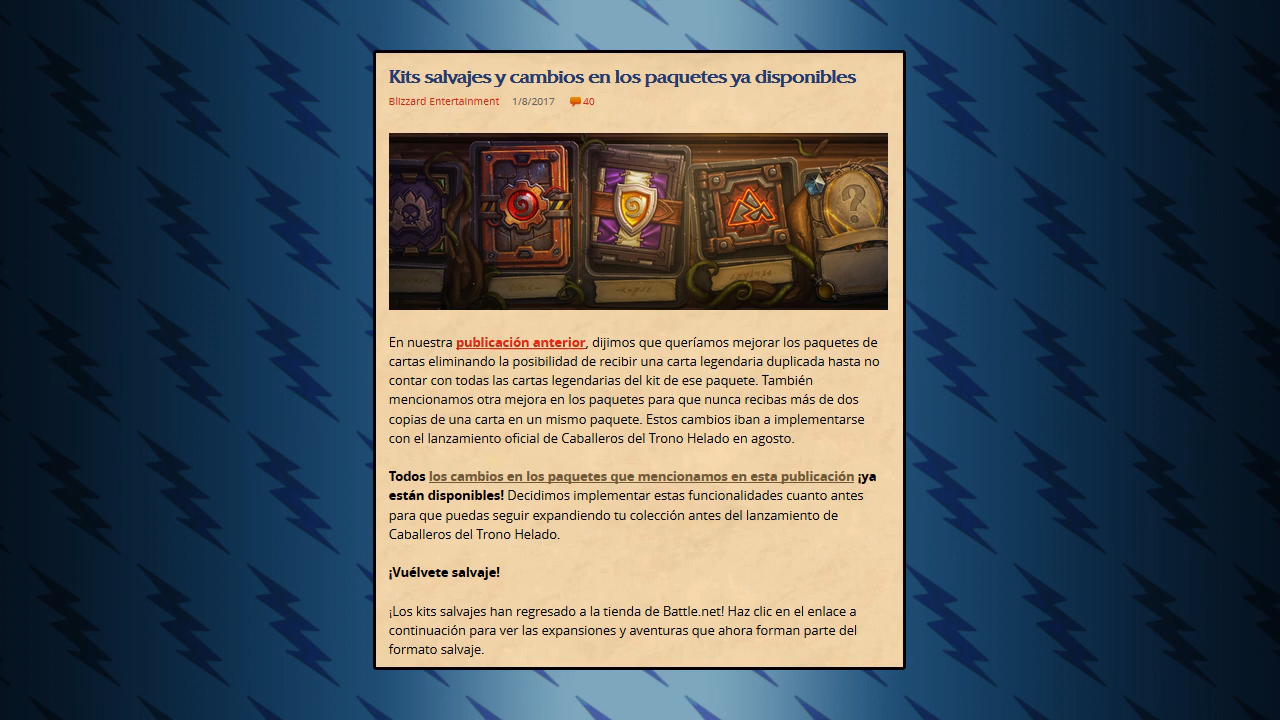 Kits salvajes y cambios en los paquetes ya disponibles
Blizzard Entertainment 1/8/2017 40
En nuestra publicación anterior, dijimos que queríamos mejorar los paquetes de
cartas eliminando la posibilidad de recibir una carta legendaria duplicada hasta no
contar con todas las cartas legendarias del kit de ese paquete. También
mencionamos otra mejora en los paquetes para que nunca recibas más de dos
copias de una carta en un mismo paquete. Estos cambios iban a implementarse
con el lanzamiento oficial de Caballeros del Trono Helado en agosto.
Todos los cambios en los paquetes que mencionamos en esta publicación ¡ya
están disponibles! Decidimos implementar estas funcionalidades cuanto antes
para que puedas seguir expandiendo tu colección antes del lanzamiento de
Caballeros del Trono Helado.
¡Vuélvete salvaje!
¡Los kits salvajes han regresado a la tienda de Battle.net! Haz clic en el enlace a
continuación para ver las expansiones y aventuras que ahora forman parte del
formato salvaje.